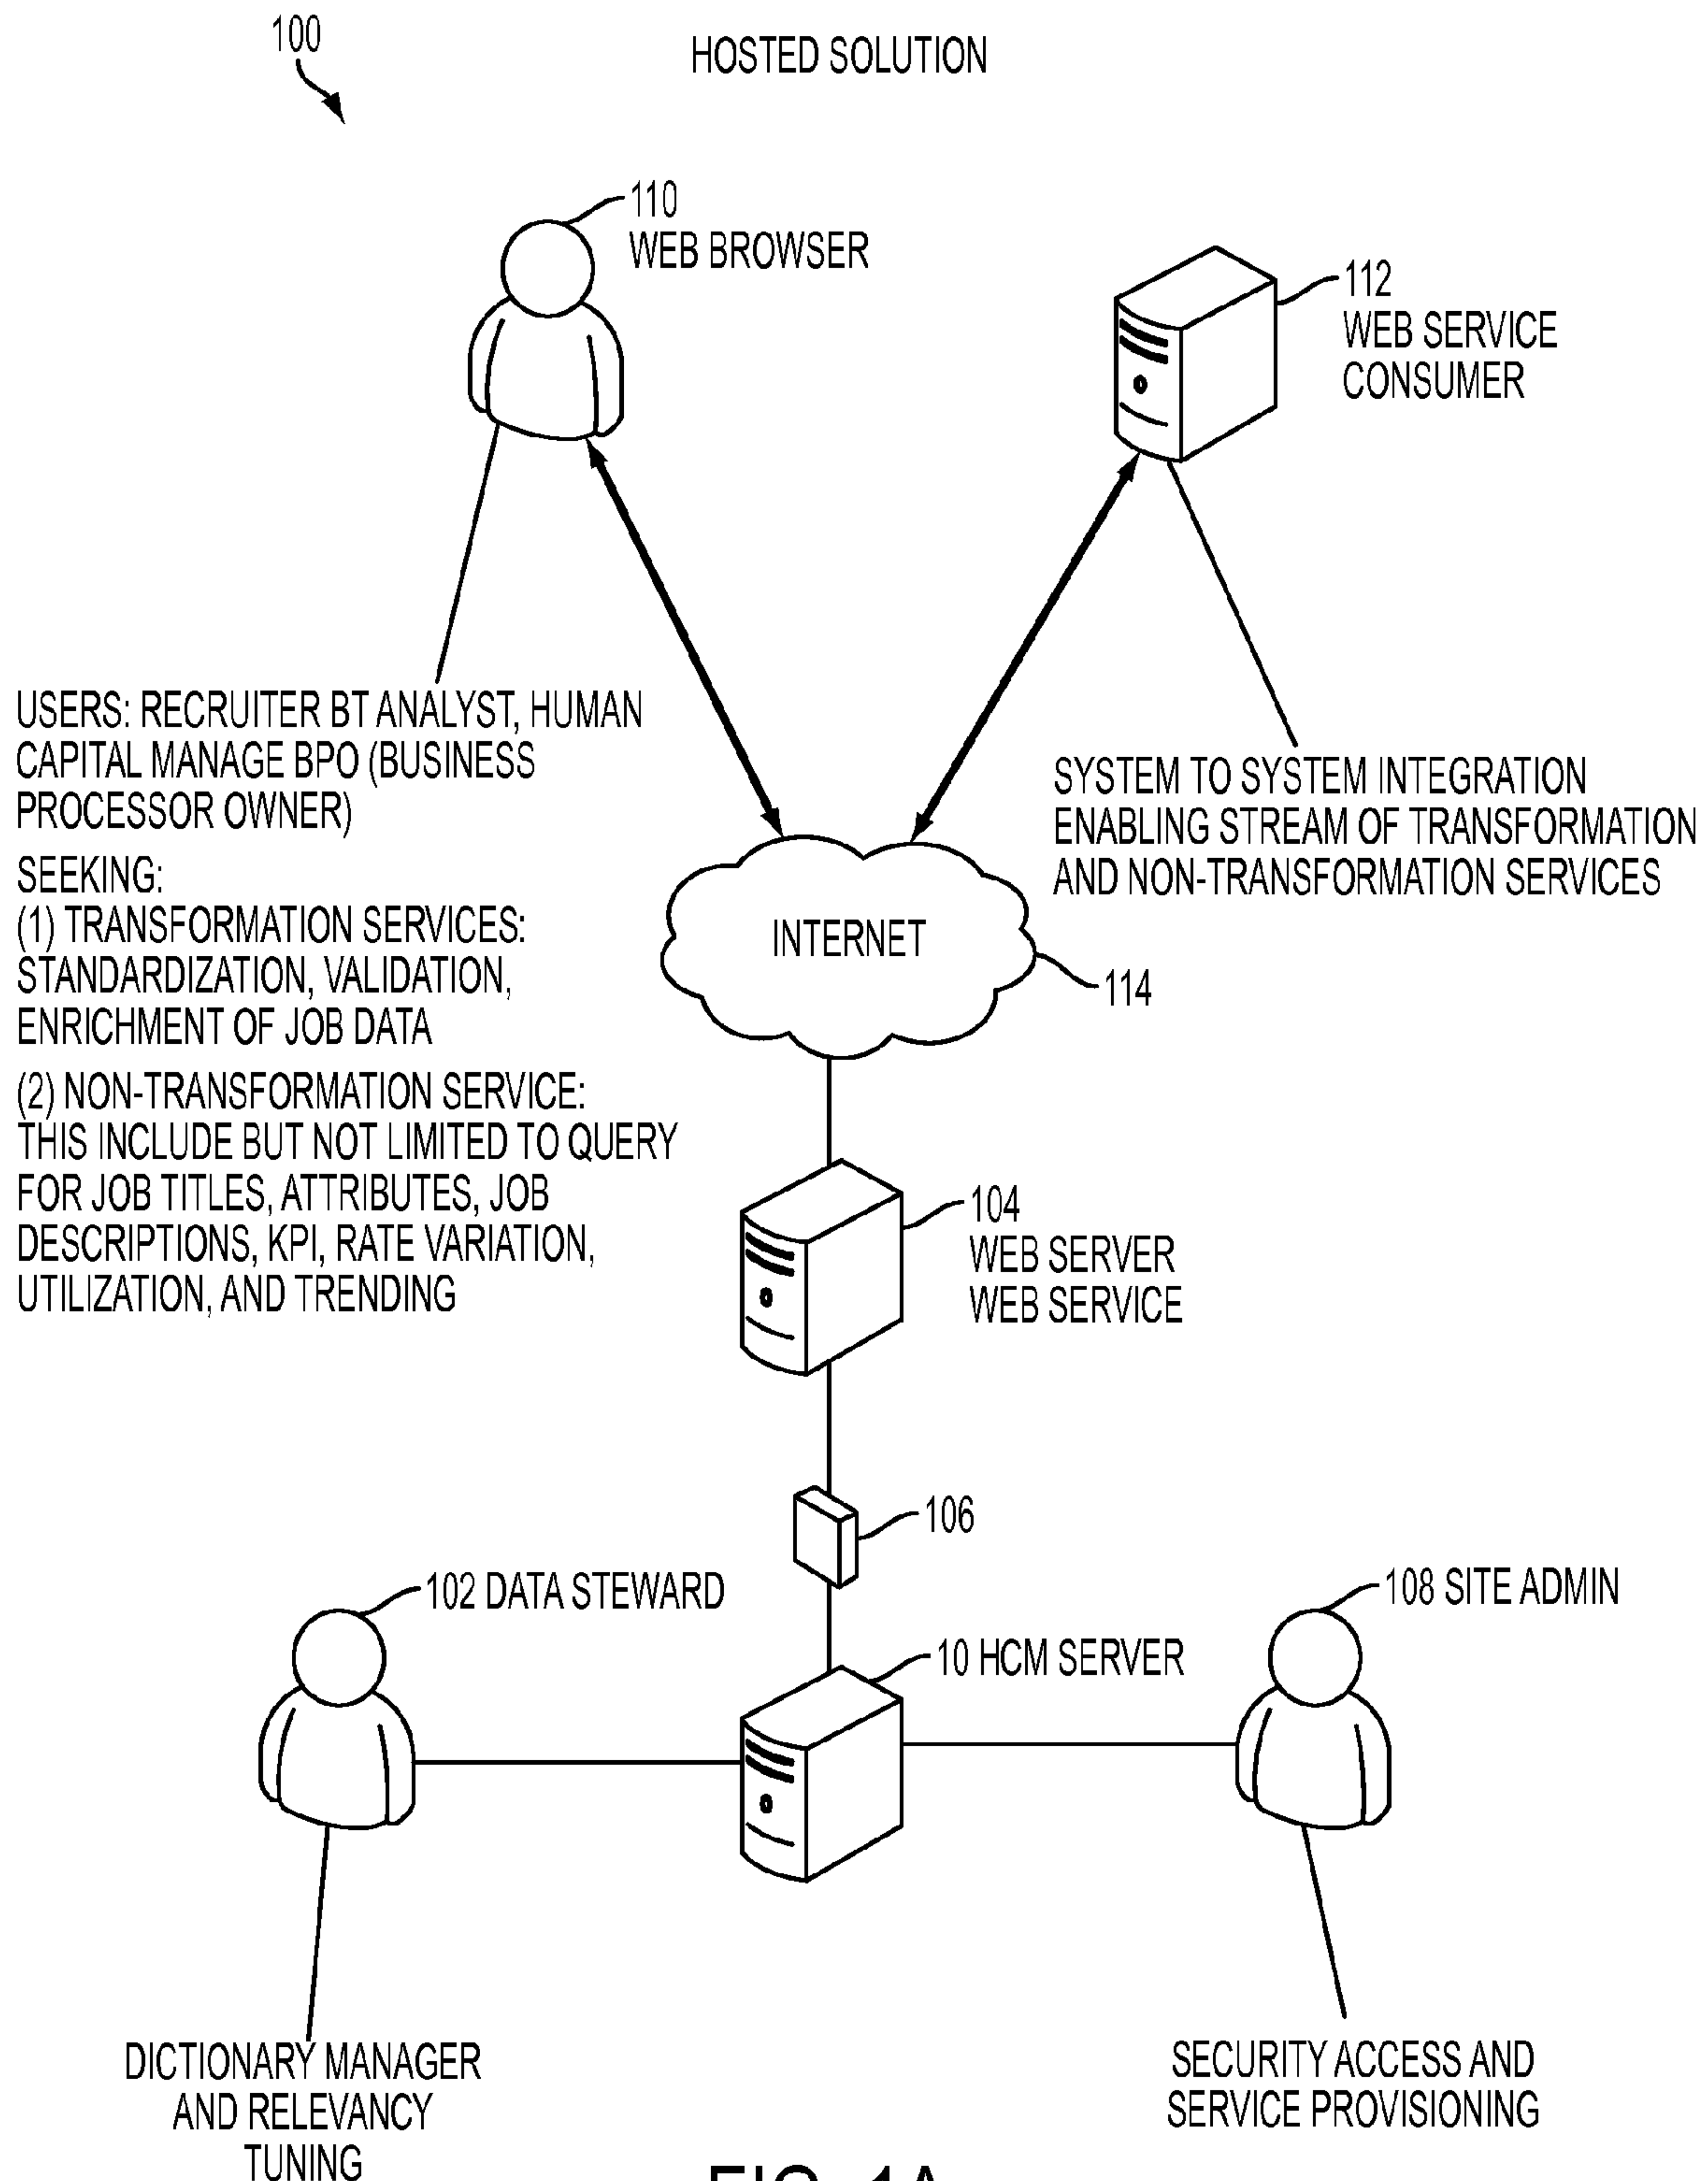 100
HOSTED SOLUTION
110
WEB BROWSER
112
WEB SERVICE
CONSUMER
USERS: RECRUITER BT ANALYST, HUMAN
CAPITAL MANAGE BPO (BUSINESS
PROCESSOR OWNER)
SEEKING:
(1) TRANSFORMATION SERVICES:
STANDARDIZATION, VALIDATION,
ENRICHMENT OF JOB DATA
(2) NON-TRANSFORMATION SERVICE:
THIS INCLUDE BUT NOT LIMITED TO QUERY
FOR JOB TITLES, ATTRIBUTES, JOB
DESCRIPTIONS, KPI, RATE VARIATION,
UTILIZATION, AND TRENDING
SYSTEM TO SYSTEM INTEGRATION
ENABLING STREAM OF TRANSFORMATION
AND NON-TRANSFORMATION SERVICES
INTERNET
114
104
WEB SERVER
WEB SERVICE
106
102 DATA STEWARD
108 SITE ADMIN
10 HCM SERVER
DICTIONARY MANAGER
AND RELEVANCY
TUNING
SECURITY ACCESS AND
SERVICE PROVISIONING
FIG. 1A